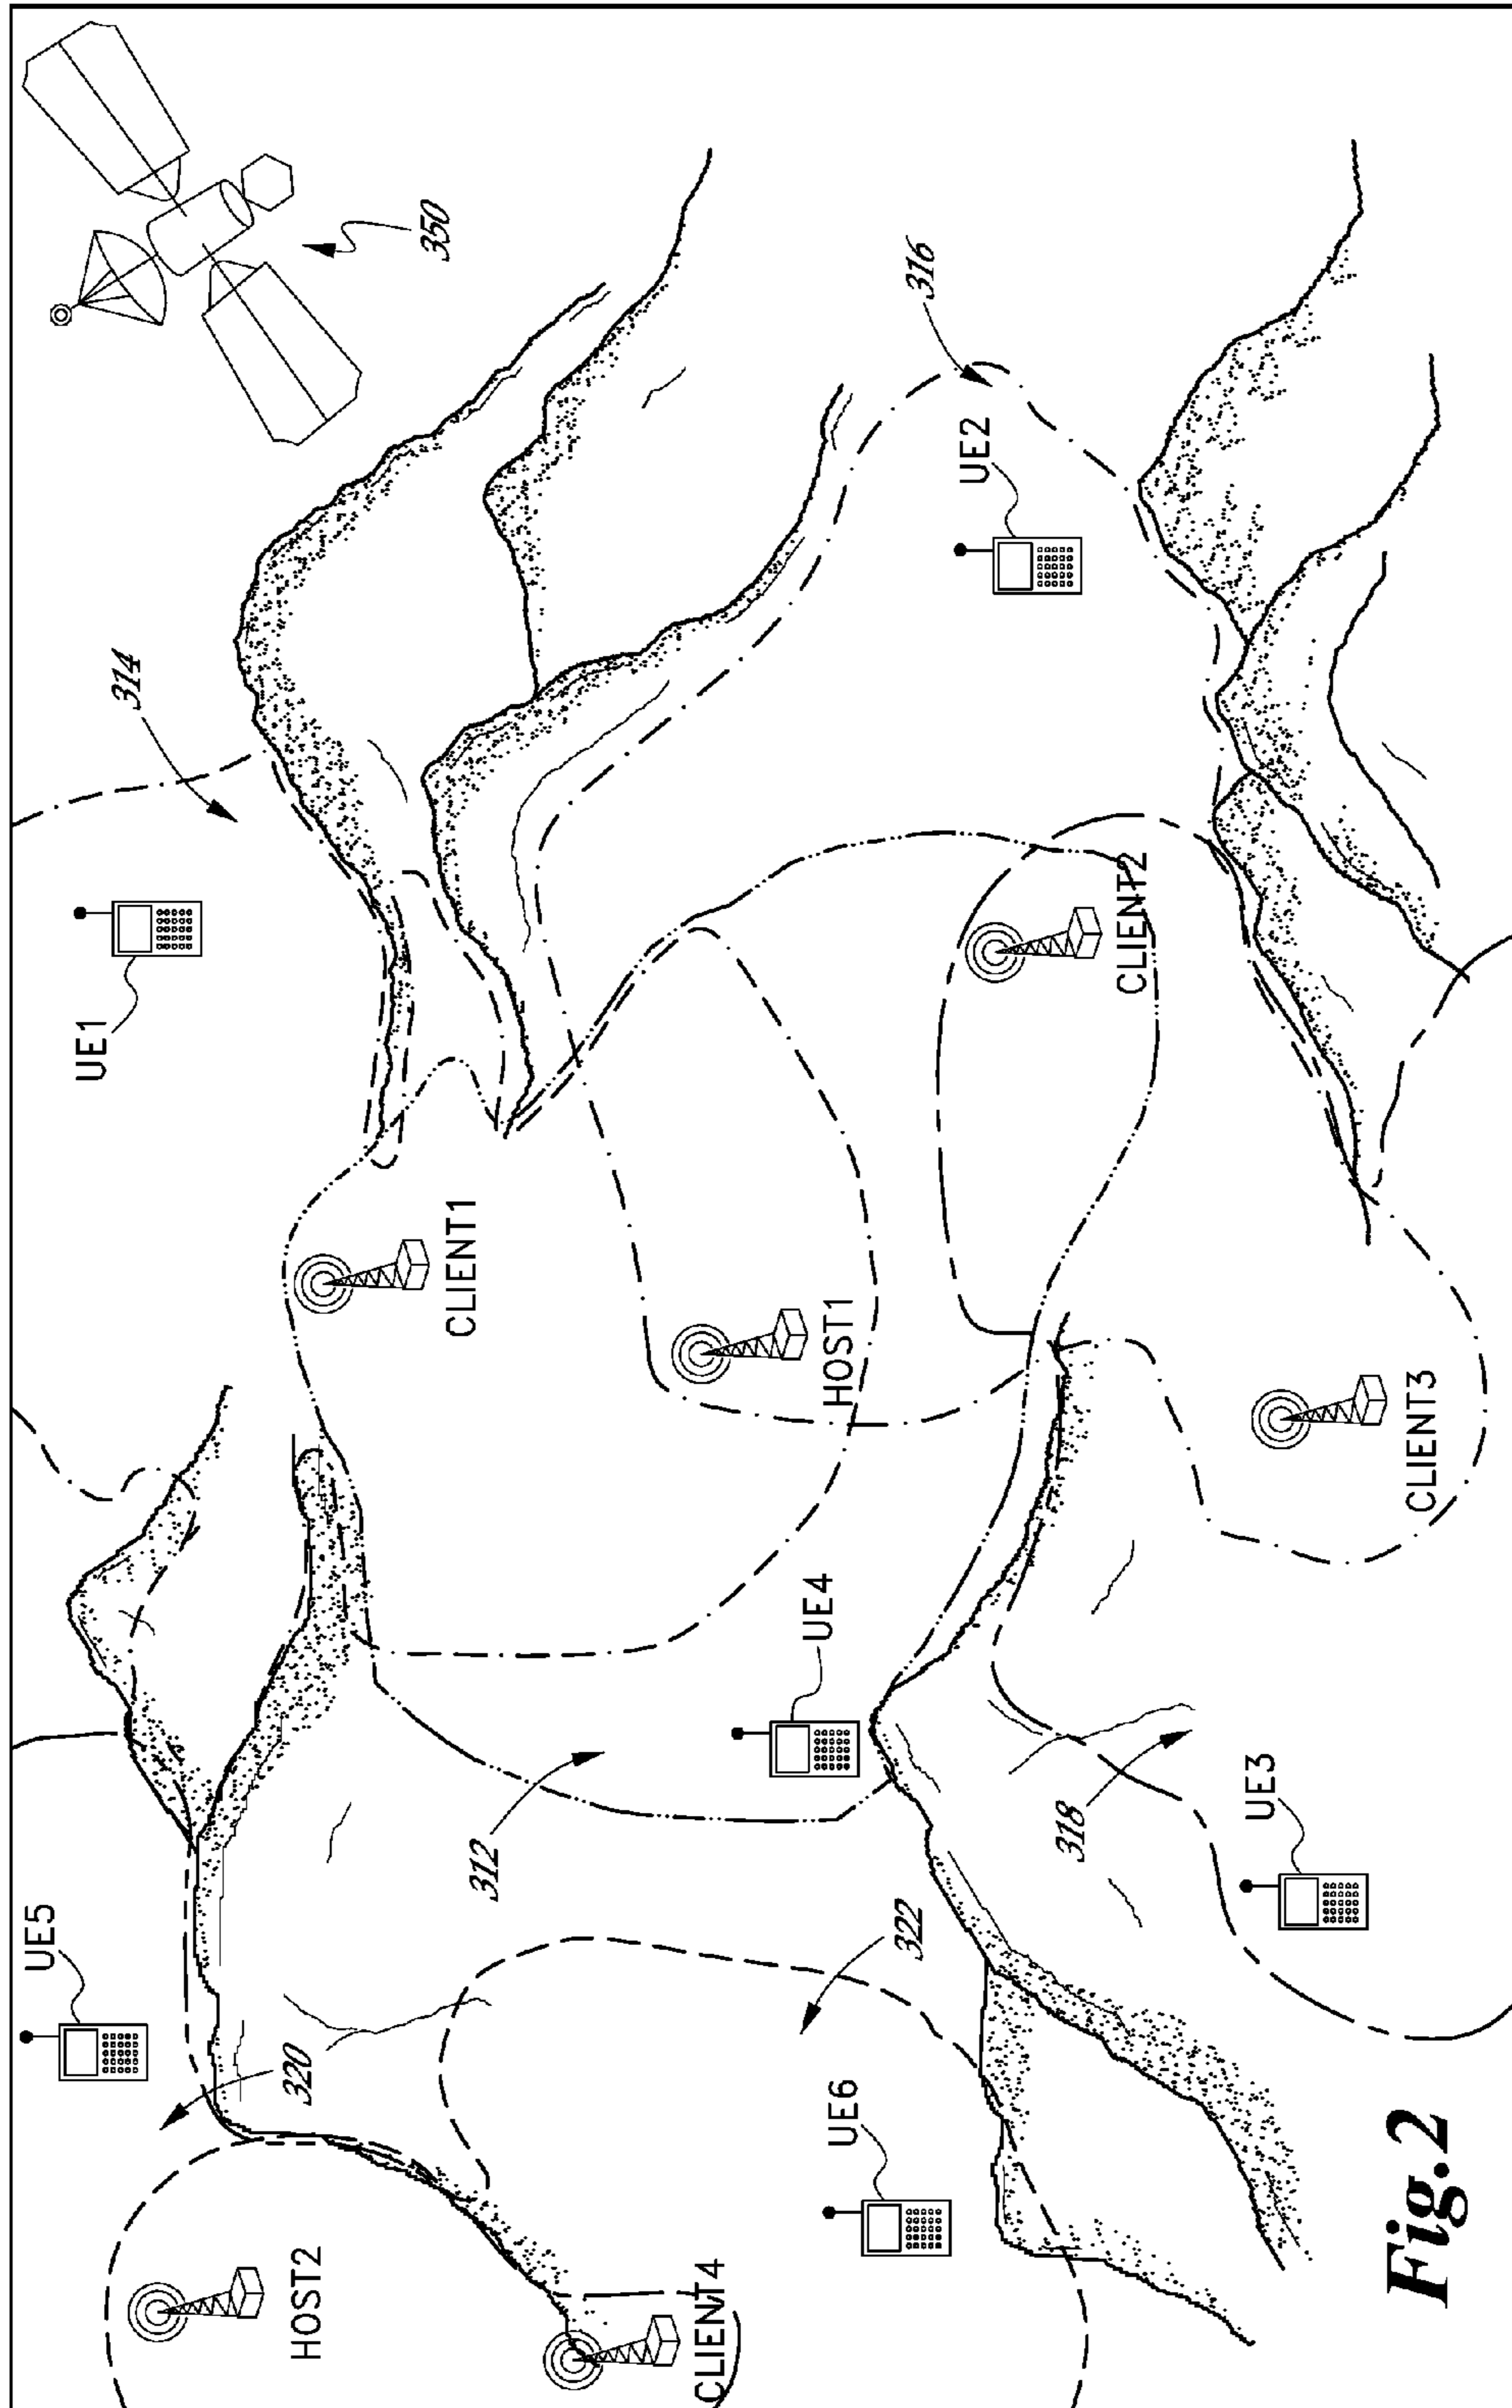 UE5
UE1
314
HOST2
320
350
CLIENT1
312
CLIENT4
UE4
HOST1
UE6
322
316
UE2
318
CLIENT2
UE3
Fig.2
CLIENT3